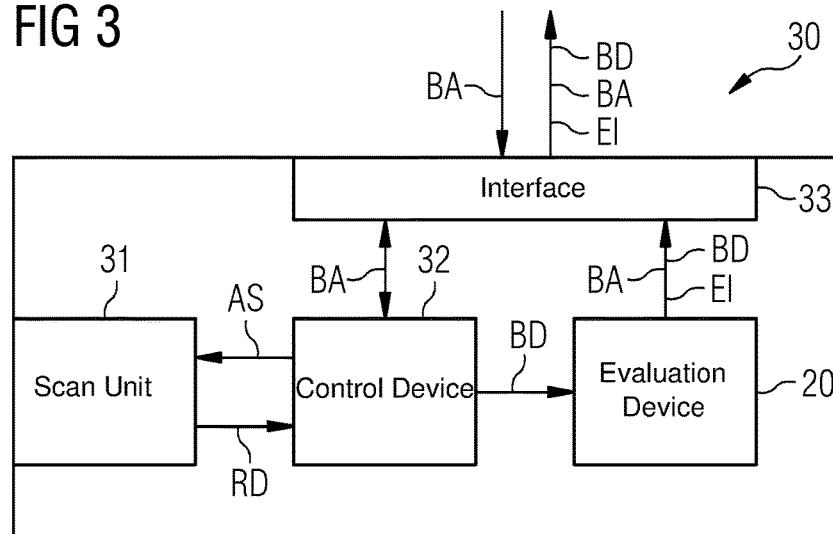 FIG 3
30
BA
BD
BA
EI
Interface
33
31
BA
32
BA
BD
EI
AS
BD
Scan Unit
Control Device
Evaluation
Device
20
RD